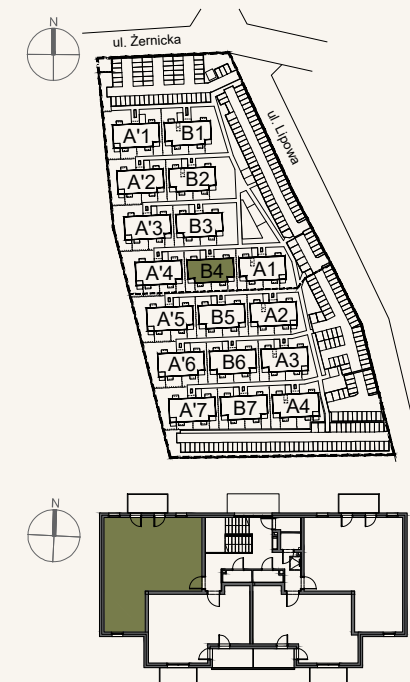 N
ul. Żernicka
ul. Lipowa
A'1 B1
A'2 B2
A'3 B3
A'4 B4 A1
A'5 B5 A2
A'6 B6 A3
A'7 B7 A4
N